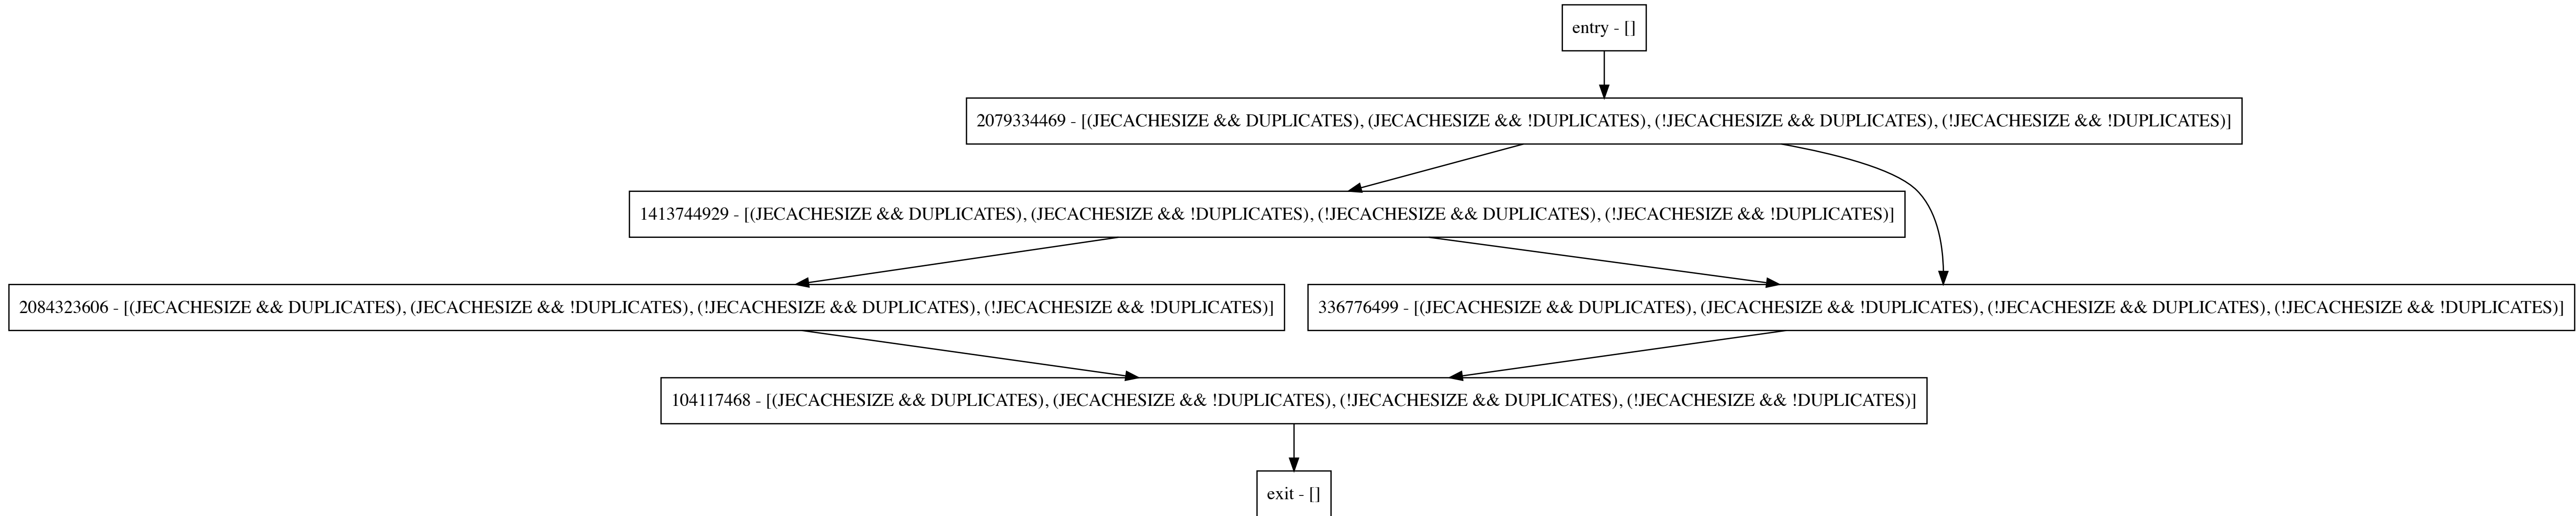 entry - []
2079334469 - [(JECACHESIZE && DUPLICATES), (JECACHESIZE && !DUPLICATES), (!JECACHESIZE && DUPLICATES), (!JECACHESIZE && !DUPLICATES)]
1413744929 - [(JECACHESIZE && DUPLICATES), (JECACHESIZE && !DUPLICATES), (!JECACHESIZE && DUPLICATES), (!JECACHESIZE && !DUPLICATES)]
2084323606 - [(JECACHESIZE && DUPLICATES), (JECACHESIZE && !DUPLICATES), (!JECACHESIZE && DUPLICATES), (!JECACHESIZE && !DUPLICATES)]
336776499 - [(JECACHESIZE && DUPLICATES), (JECACHESIZE && !DUPLICATES), (!JECACHESIZE && DUPLICATES), (!JECACHESIZE && !DUPLICATES)]
104117468 - [(JECACHESIZE && DUPLICATES), (JECACHESIZE && !DUPLICATES), (!JECACHESIZE && DUPLICATES), (!JECACHESIZE && !DUPLICATES)]
exit - []